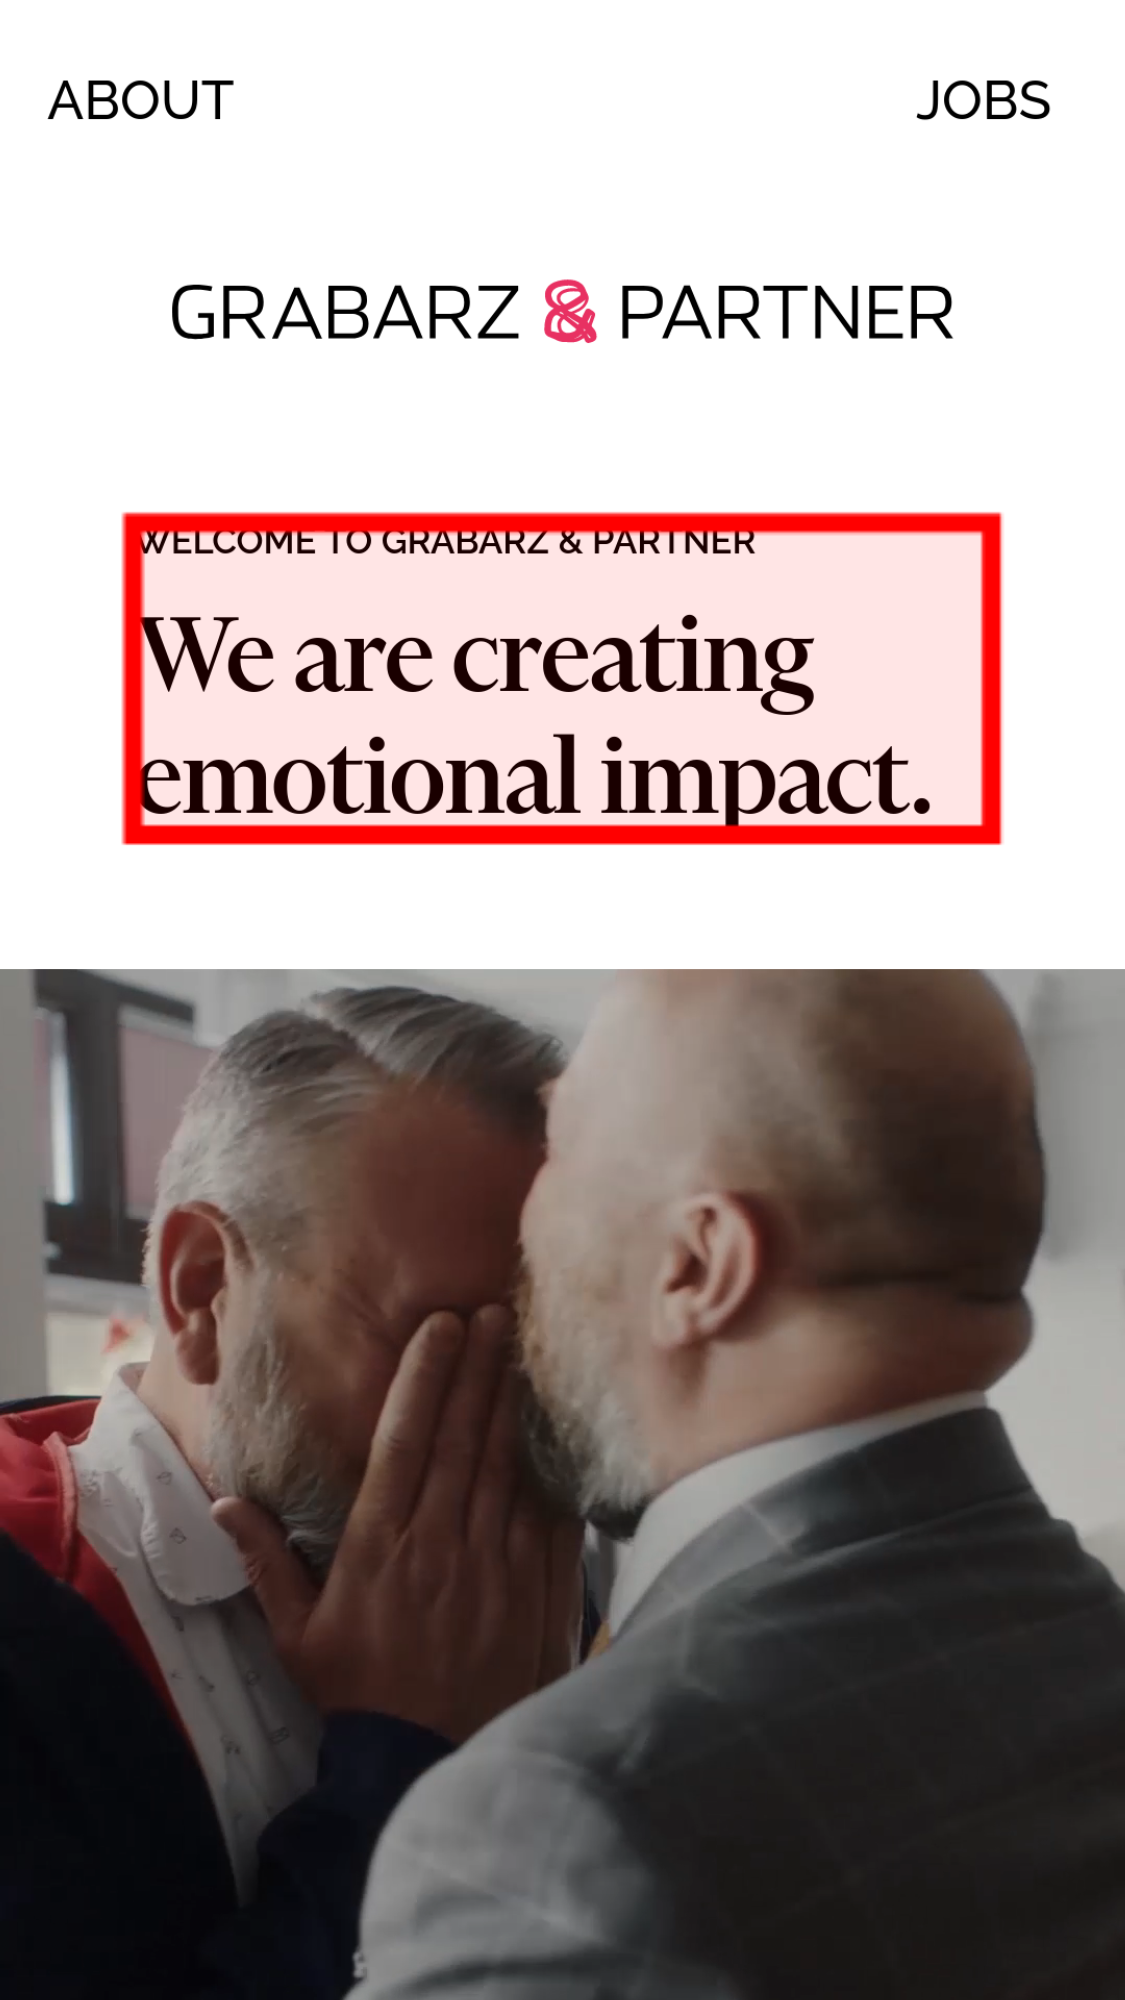 ABOUT
JOBS
GRABARZ & PARTNER
WELCOME TO GRABARZ & PARTNER
We are creating
emotional impact.